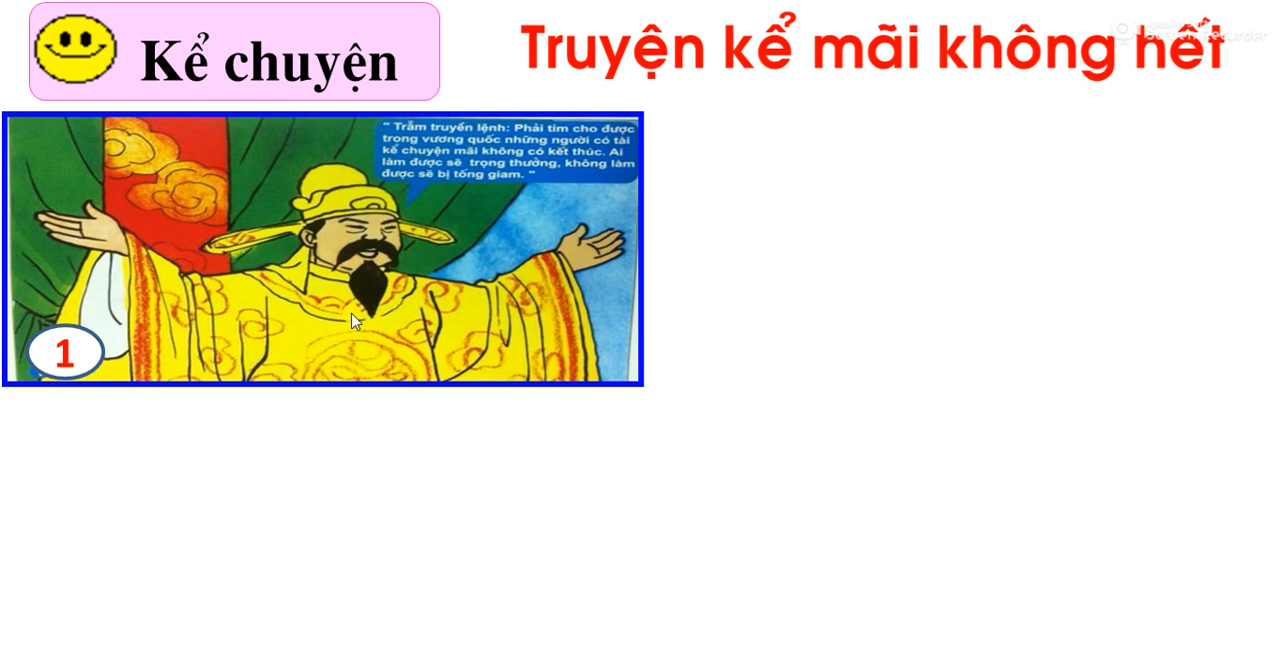 Kể chuyện
Truyện kể mãi không hết
" Trẫm truyền lệnh: Phải tìm cho được
trong vương quốc những người có tài
kể chuyện mãi không có kết thúc. Ai
làm được sẽ trọng thưởng, không làm
được sẽ bị tống giam. "
1